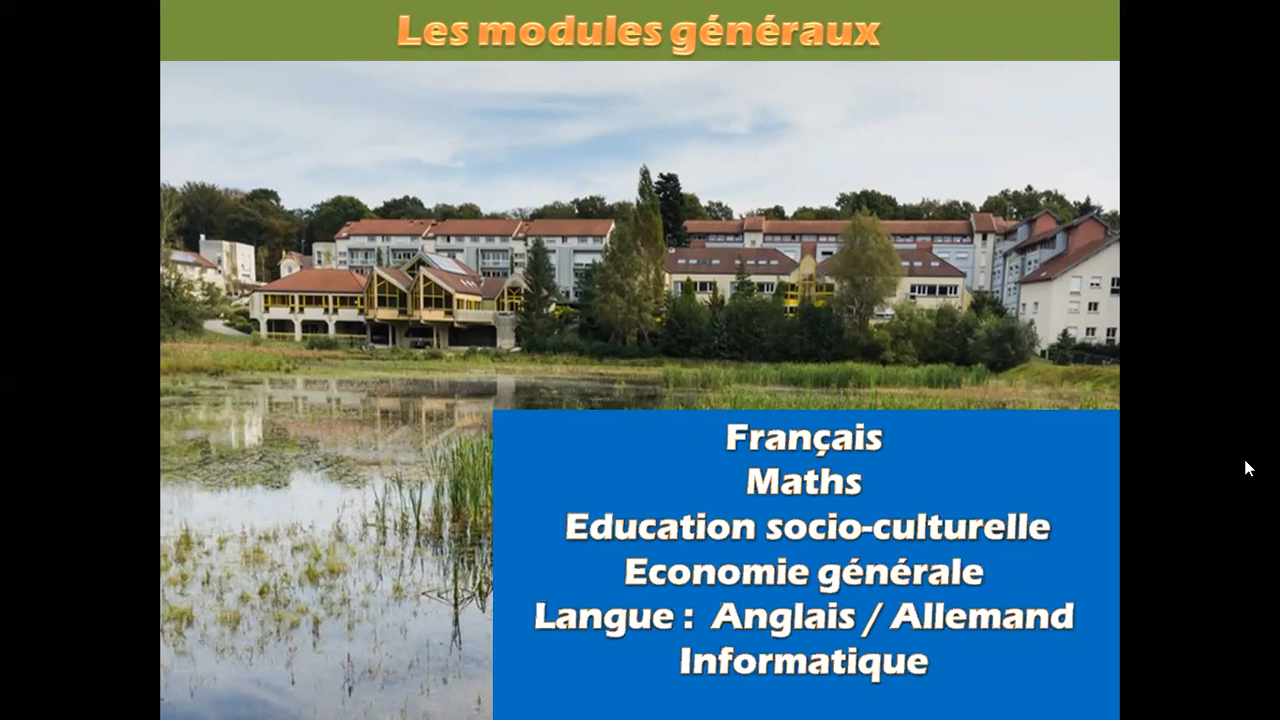 Les modules généraux
Français
Maths
Education socio-culturelle
Economie générale
Langue :  Anglais / Allemand
Informatique